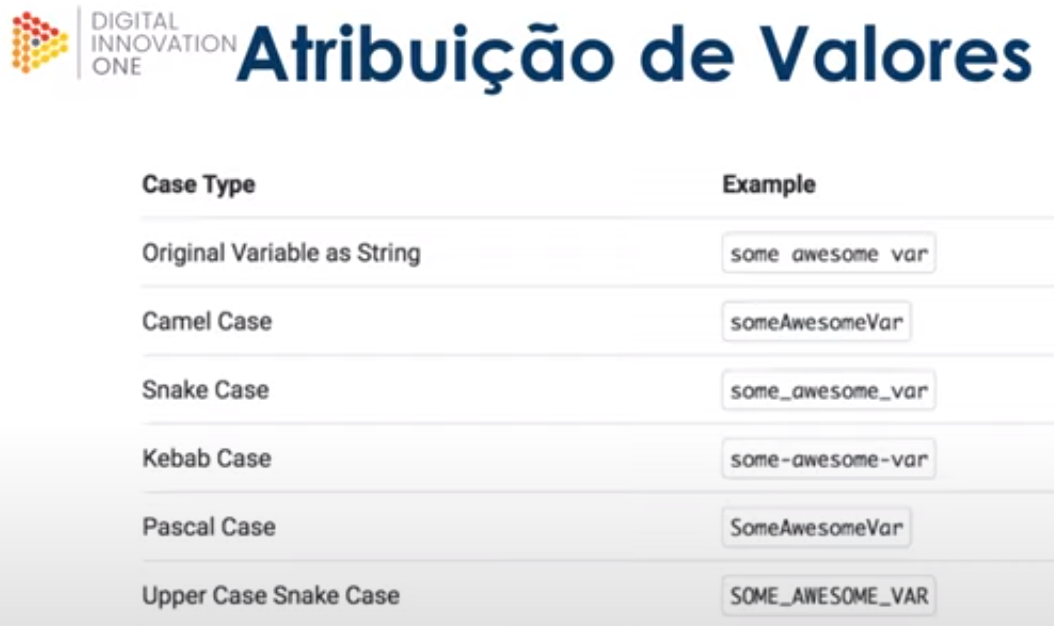 DIGITAL
INNOVATION
ONE
Atribuição de Valores
Case Type Example
Original Variable as String some awesome var
Camel Case someAwesomeVar
Snake Case some_awesome_var
Kebab Case some-awesome-var
Pascal Case SomeAwesomeVar
Upper Case Snake Case SOME_AWESOME_VAR